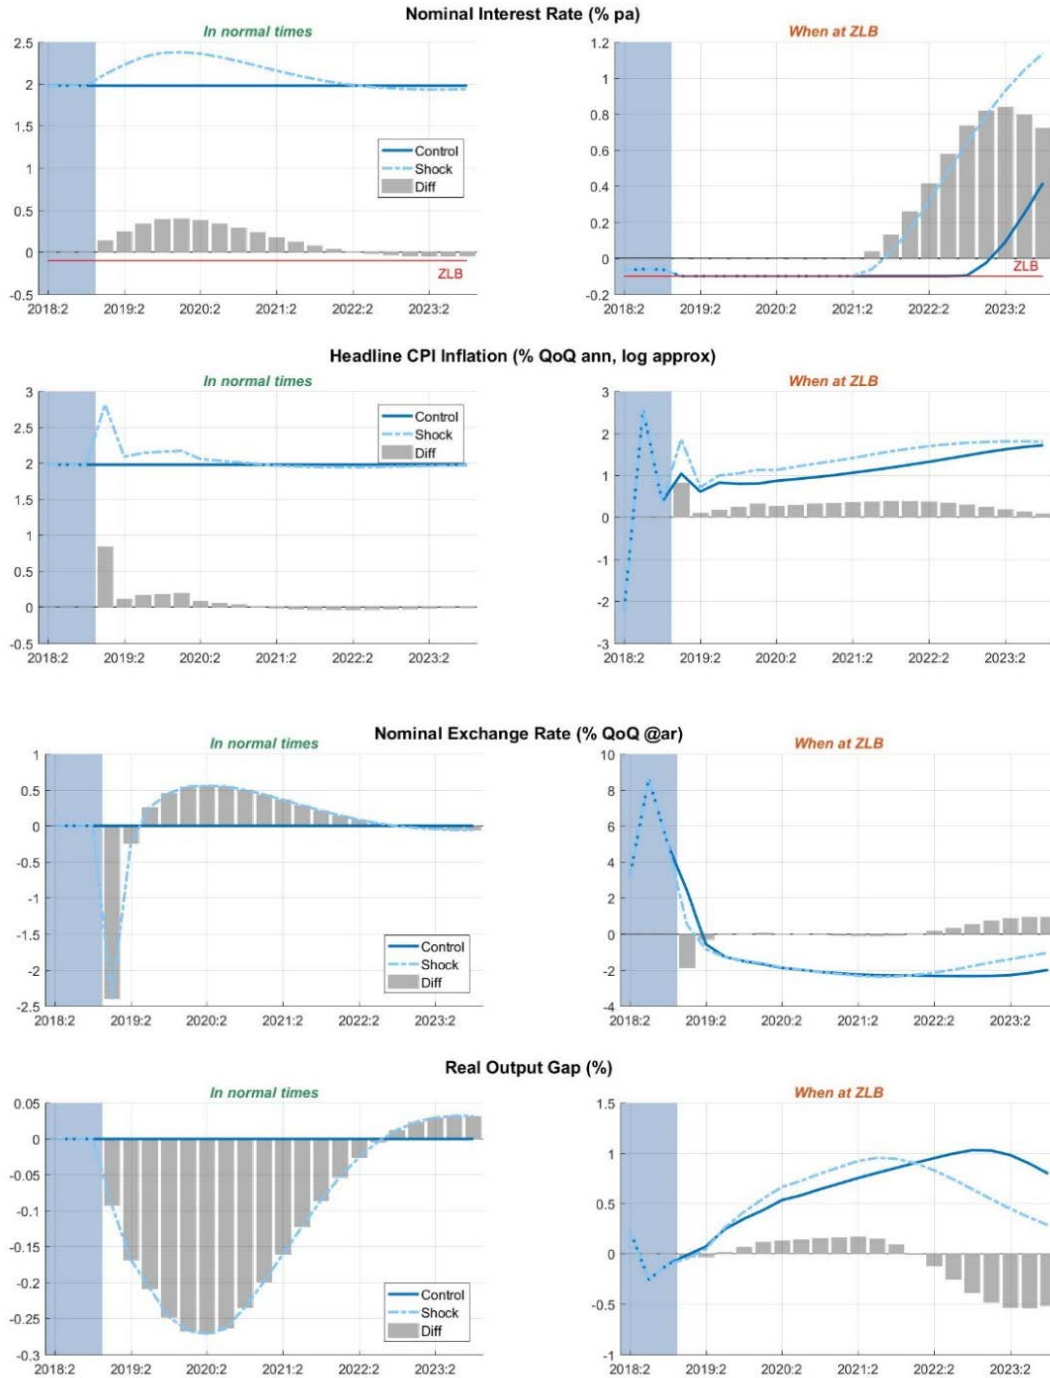 Nominal Interest Rate (% pa)
In normal times
When at ZLB
2.5
2
1.5
1
0.5
0
-0.5
Control
Shock
Diff
ZLB
2018:2 2019:2 2020:2 2021:2 2022:2 2023:2
1.2
1
0.8
0.6
0.4
0.2
0
-0.2
ZLB
2018:2 2019:2 2020:2 2021:2 2022:2 2023:2
Headline CPI Inflation (% QoQ ann, log approx)
In normal times
When at ZLB
3
2.5
2
1.5
1
0.5
0
-0.5
Control
Shock
Diff
2018:2 2019:2 2020:2 2021:2 2022:2 2023:2
3
2
1
0
-1
-2
-3
2018:2 2019:2 2020:2 2021:2 2022:2 2023:2
Nominal Exchange Rate (% QoQ @ar)
In normal times
When at ZLB
1
0.5
0
-0.5
-1
-1.5
-2
-2.5
Control
Shock
Diff
2018:2 2019:2 2020:2 2021:2 2022:2 2023:2
10
8
6
4
2
0
-2
-4
2018:2 2019:2 2020:2 2021:2 2022:2 2023:2
Real Output Gap (%)
In normal times
When at ZLB
0.05
0
-0.05
-0.1
-0.15
-0.2
-0.25
-0.3
Control
Shock
Diff
2018:2 2019:2 2020:2 2021:2 2022:2 2023:2
1.5
1
0.5
0
-0.5
-1
2018:2 2019:2 2020:2 2021:2 2022:2 2023:2